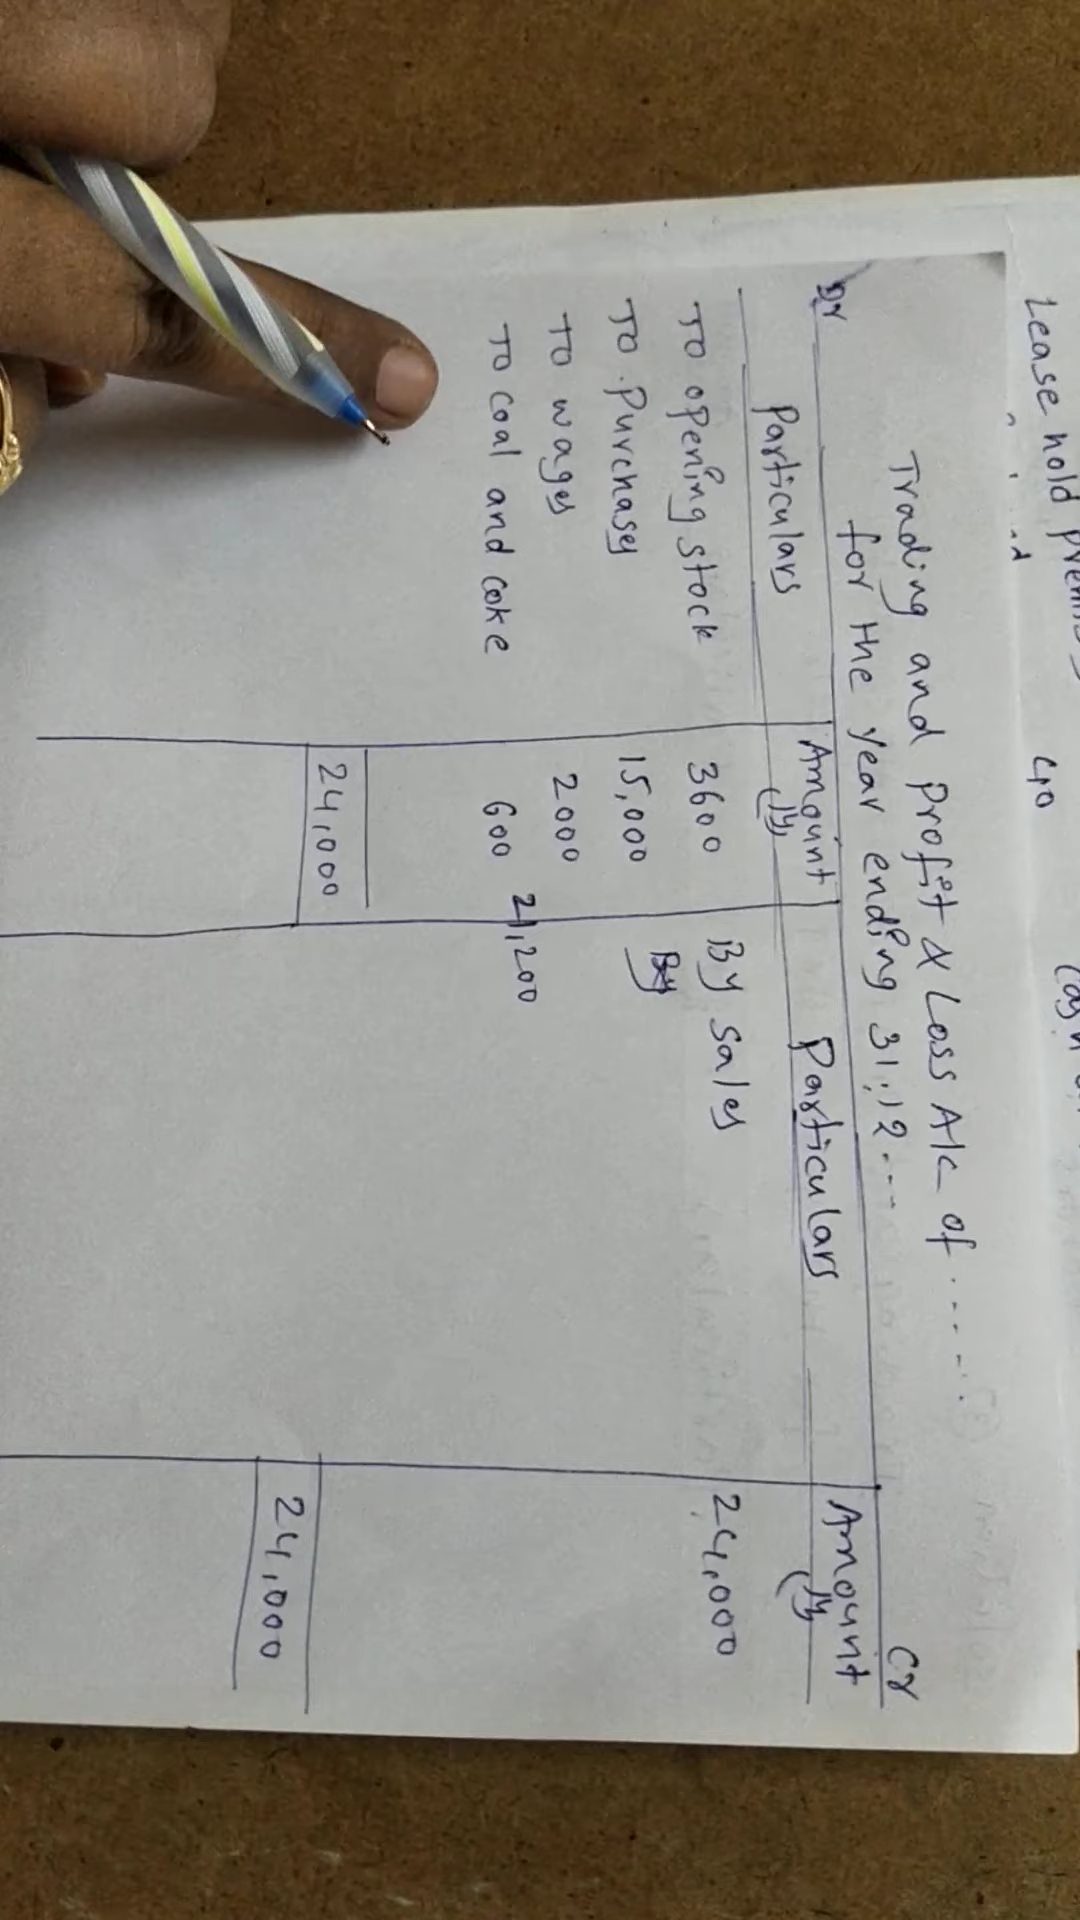 Lease hold
40
Trading and Profit & Loss A/c of ......
for the year ending 31.12...
Dr
Cr
Particulars Amount Particulars Amount
To opening stock 3600 By sales 24,000
To Purchases 15,000 By
To wages 2000
To coal and coke 600 21,200
24,000 24,000